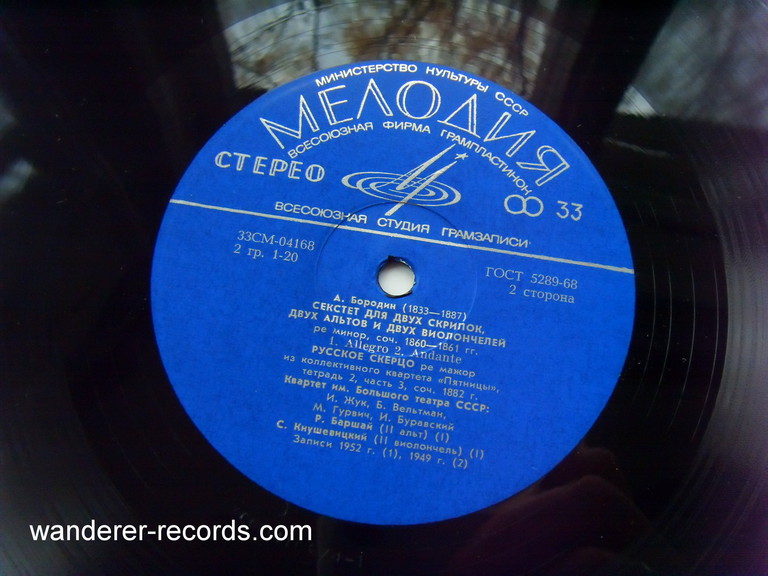 МИНИСТЕРСТВО КУЛЬТУРЫ СССР
МЕЛОДИЯ
ВСЕСОЮЗНАЯ ФИРМА ГРАМПЛАСТИНОК
СТЕРЕО
33
ВСЕСОЮЗНАЯ СТУДИЯ ГРАМЗАПИСИ
33СМ-04168
2 гр. 1-20
ГОСТ 5289-68
2 сторона
А. Бородин (1833—1887)
СЕКСТЕТ ДЛЯ ДВУХ СКРИПОК,
ДВУХ АЛЬТОВ И ДВУХ ВИОЛОНЧЕЛЕЙ
ре минор, соч. 1860—1861 гг.
1. Allegro 2. Andante
РУССКОЕ СКЕРЦО ре мажор
из коллективного квартета «Пятницы»,
тетрадь 2, часть 3, соч. 1882 г.
Квартет им. Большого театра СССР:
И. Жук, Б. Вельтман,
М. Гурвич, И. Буравский
Р. Баршай (II альт) (1)
С. Кнушевицкий (II виолончель) (1)
Записи 1952 г. (1), 1949 г. (2)
wanderer-records.com